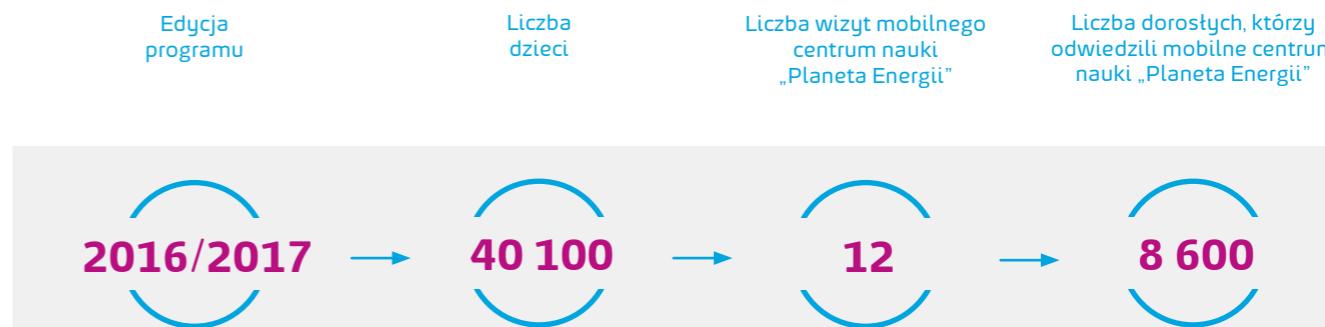 Edycja
programu
Liczba
dzieci
Liczba wizyt mobilnego
centrum nauki
„Planeta Energii”
Liczba dorosłych, którzy
odwiedzili mobilne centrum
nauki „Planeta Energii”
2016/2017
40 100
12
8 600